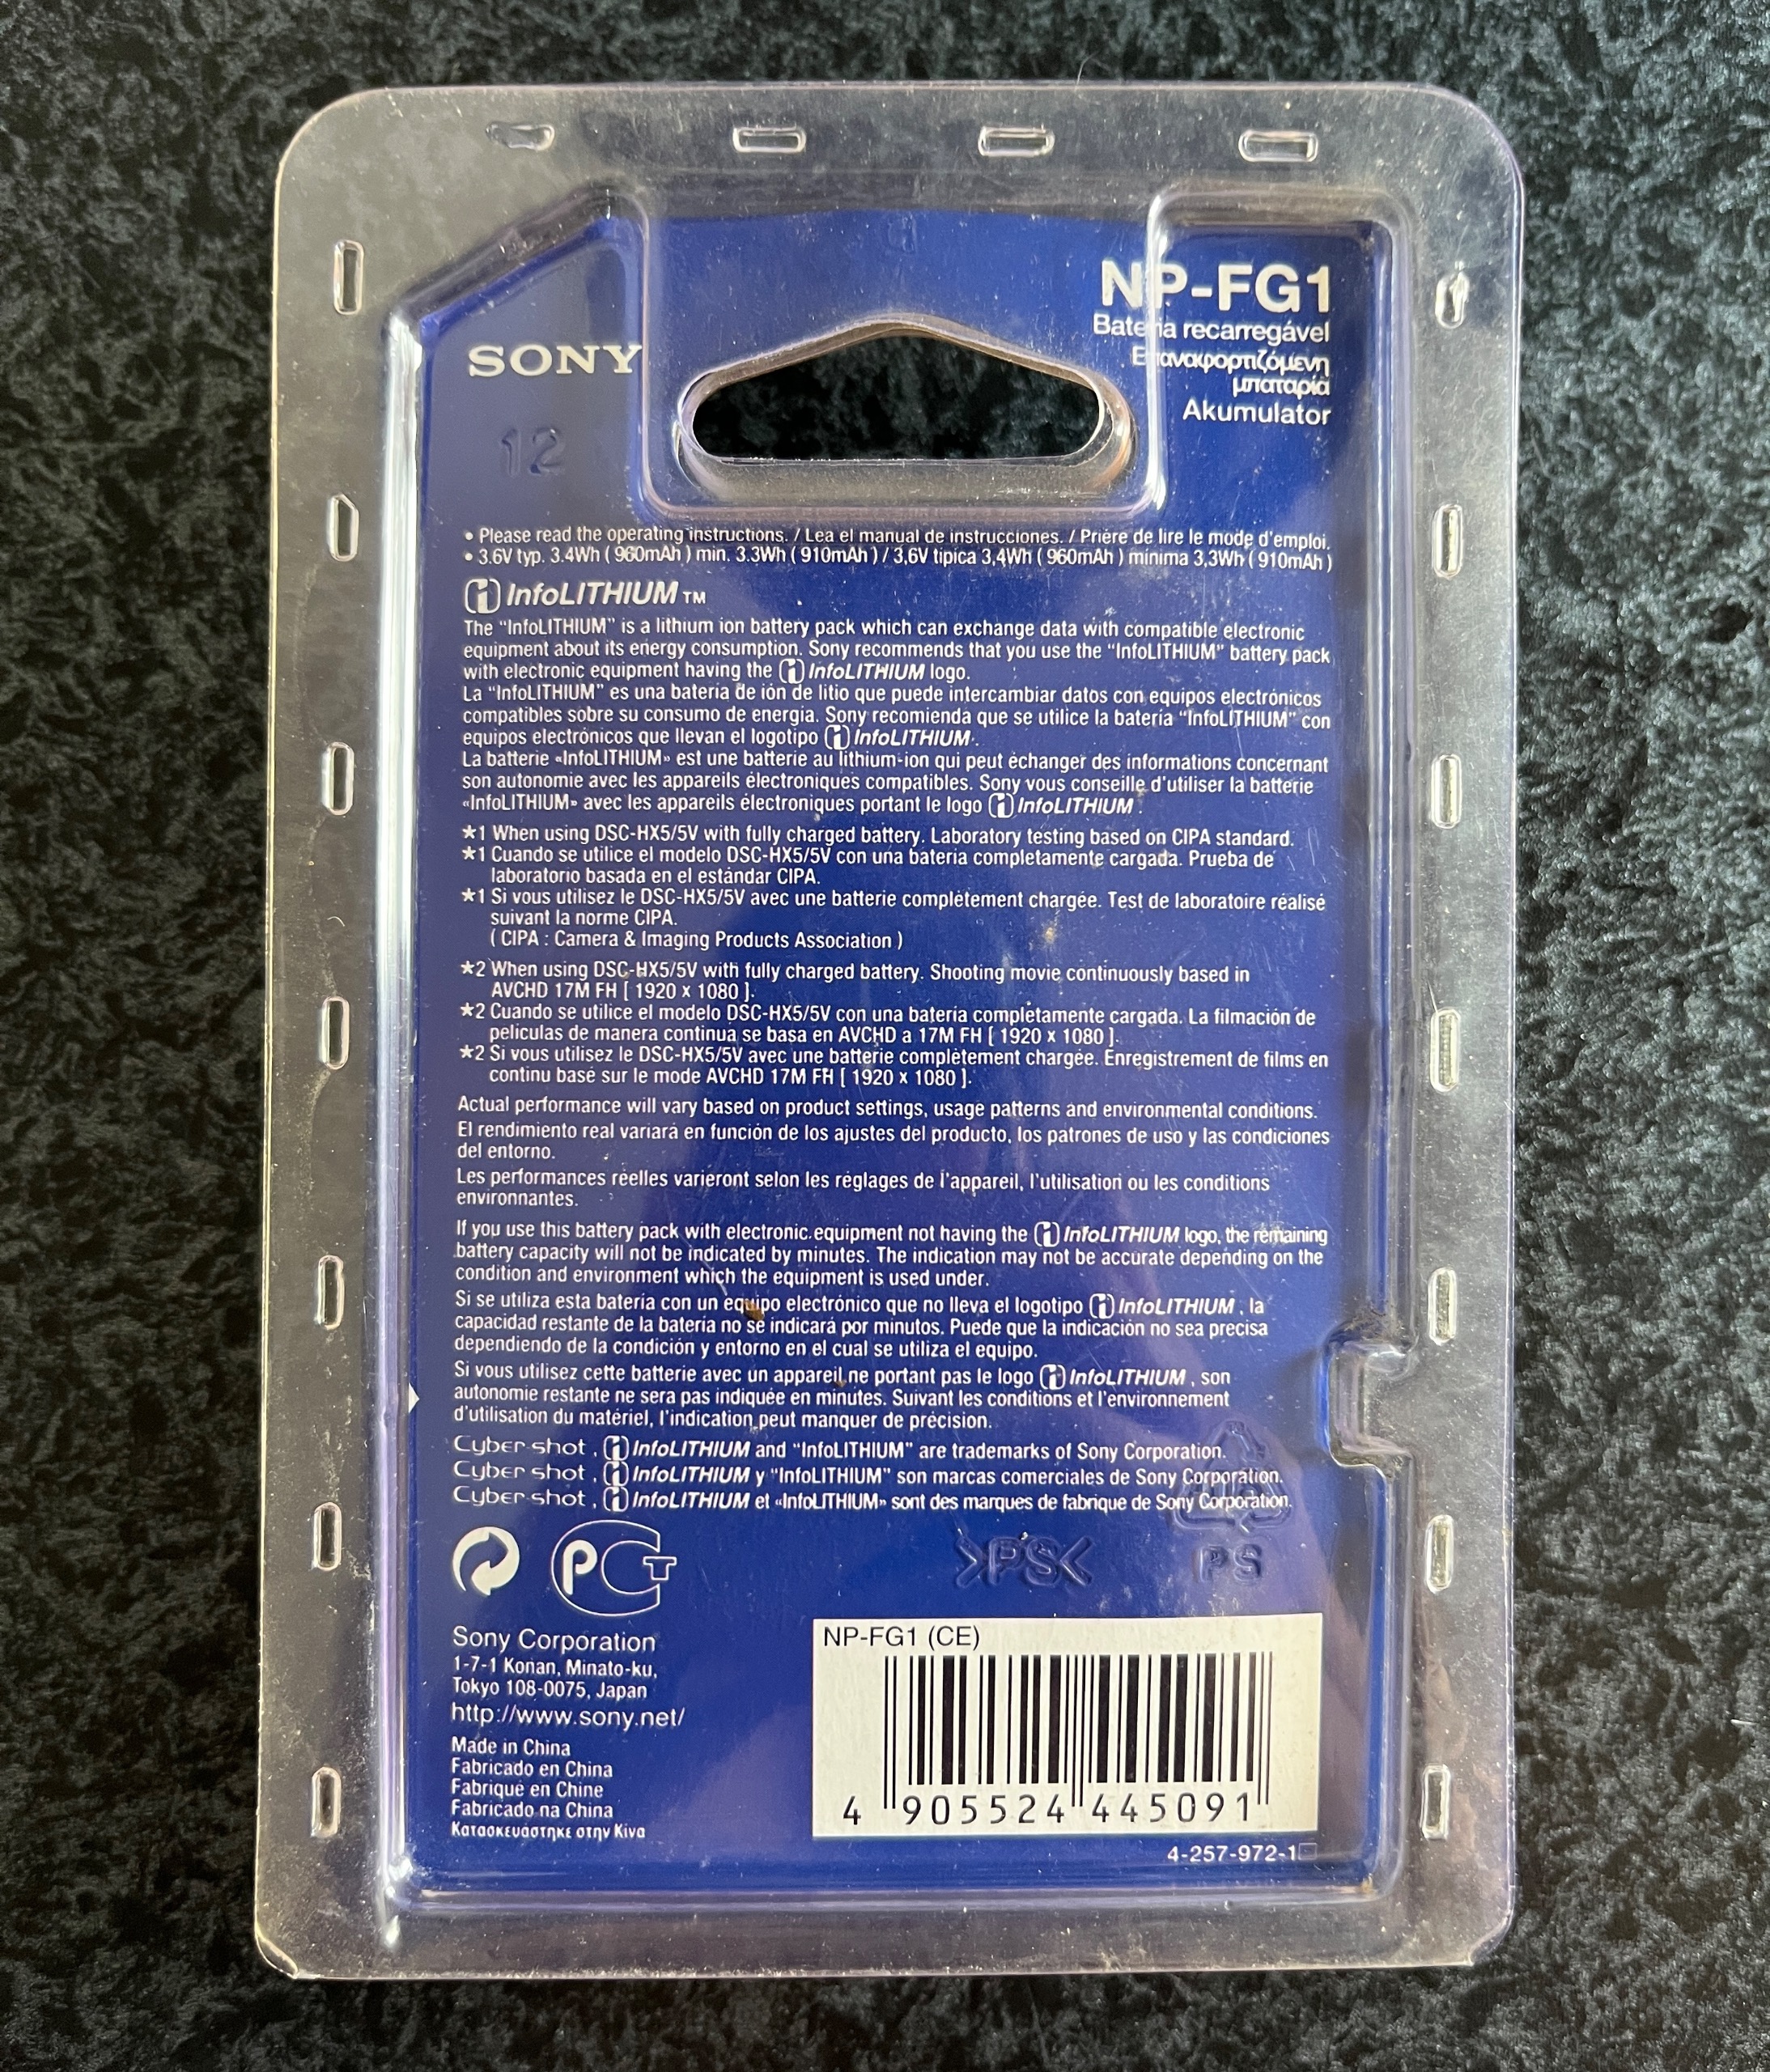 NP-FG1
Bateria recarregável
Επαναφορτιζόμενη
μπαταρία
Akumulator
SONY
12
• Please read the operating instructions. / Lea el manual de instrucciones. / Prière de lire le mode d'emploi.
• 3.6V typ. 3.4Wh ( 960mAh ) min. 3.3Wh ( 910mAh ) / 3,6V típica 3,4Wh ( 960mAh ) mínima 3,3Wh ( 910mAh )
InfoLITHIUM TM
The “InfoLITHIUM” is a lithium ion battery pack which can exchange data with compatible electronic
equipment about its energy consumption. Sony recommends that you use the “InfoLITHIUM” battery pack
with electronic equipment having the InfoLITHIUM logo.
La “InfoLITHIUM” es una batería de ión de litio que puede intercambiar datos con equipos electrónicos
compatibles sobre su consumo de energía. Sony recomienda que se utilice la batería “InfoLITHIUM” con
equipos electrónicos que llevan el logotipo InfoLITHIUM.
La batterie «InfoLITHIUM» est une batterie au lithium-ion qui peut échanger des informations concernant
son autonomie avec les appareils électroniques compatibles. Sony vous conseille d'utiliser la batterie
«InfoLITHIUM» avec les appareils électroniques portant le logo InfoLITHIUM.
★1 When using DSC-HX5/5V with fully charged battery. Laboratory testing based on CIPA standard.
★1 Cuando se utilice el modelo DSC-HX5/5V con una batería completamente cargada. Prueba de
laboratorio basada en el estándar CIPA.
★1 Si vous utilisez le DSC-HX5/5V avec une batterie complètement chargée. Test de laboratoire réalisé
suivant la norme CIPA.
( CIPA : Camera & Imaging Products Association )
★2 When using DSC-HX5/5V with fully charged battery. Shooting movie continuously based in
AVCHD 17M FH [ 1920 x 1080 ].
★2 Cuando se utilice el modelo DSC-HX5/5V con una batería completamente cargada. La filmación de
películas de manera continua se basa en AVCHD a 17M FH [ 1920 x 1080 ].
★2 Si vous utilisez le DSC-HX5/5V avec une batterie complètement chargée. Enregistrement de films en
continu basé sur le mode AVCHD 17M FH [ 1920 x 1080 ].
Actual performance will vary based on product settings, usage patterns and environmental conditions.
El rendimiento real variará en función de los ajustes del producto, los patrones de uso y las condiciones
del entorno.
Les performances réelles varieront selon les réglages de l'appareil, l'utilisation ou les conditions
environnantes.
If you use this battery pack with electronic equipment not having the InfoLITHIUM logo, the remaining
battery capacity will not be indicated by minutes. The indication may not be accurate depending on the
condition and environment which the equipment is used under.
Si se utiliza esta batería con un equipo electrónico que no lleva el logotipo InfoLITHIUM, la
capacidad restante de la batería no se indicará por minutos. Puede que la indicación no sea precisa
dependiendo de la condición y entorno en el cual se utiliza el equipo.
Si vous utilisez cette batterie avec un appareil ne portant pas le logo InfoLITHIUM, son
autonomie restante ne sera pas indiquée en minutes. Suivant les conditions et l'environnement
d'utilisation du matériel, l'indication peut manquer de précision.
Cyber-shot, InfoLITHIUM and “InfoLITHIUM” are trademarks of Sony Corporation.
Cyber-shot, InfoLITHIUM y “InfoLITHIUM” son marcas comerciales de Sony Corporation.
Cyber-shot, InfoLITHIUM et «InfoLITHIUM» sont des marques de fabrique de Sony Corporation.
РСТ
>PS<
PS
Sony Corporation
1-7-1 Konan, Minato-ku,
Tokyo 108-0075, Japan
http://www.sony.net/
Made in China
Fabricado en China
Fabriqué en Chine
Fabricado na China
Κατασκευάστηκε στην Κίνα
NP-FG1 (CE)
4 905524 445091
4-257-972-1